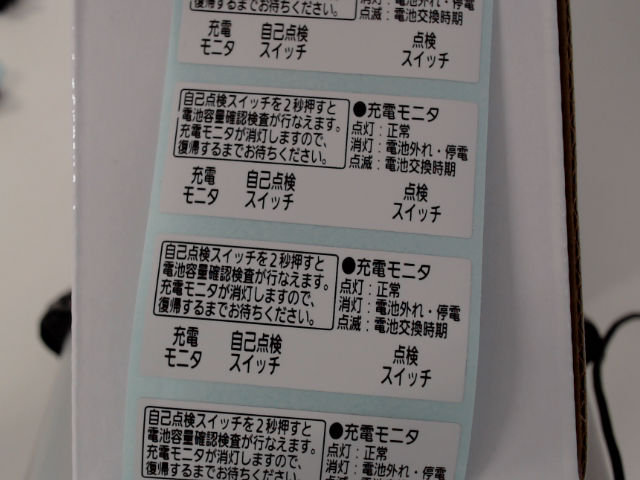 復帰するまでお待ちください。
消灯：電池外れ・停電
点滅：電池交換時期
充電
モニタ
自己点検
スイッチ
点検
スイッチ
自己点検スイッチを2秒押すと
電池容量確認検査が行なえます。
充電モニタが消灯しますので、
復帰するまでお待ちください。
●充電モニタ
点灯：正常
消灯：電池外れ・停電
点滅：電池交換時期
充電
モニタ
自己点検
スイッチ
点検
スイッチ
自己点検スイッチを2秒押すと
電池容量確認検査が行なえます。
充電モニタが消灯しますので、
復帰するまでお待ちください。
●充電モニタ
点灯：正常
消灯：電池外れ・停電
点滅：電池交換時期
充電
モニタ
自己点検
スイッチ
点検
スイッチ
自己点検スイッチを2秒押すと
電池容量確認検査が行なえます。
充電モニタが消灯しますので、
復帰するまでお待ちください。
●充電モニタ
点灯：正常
消灯：電池外れ・停電